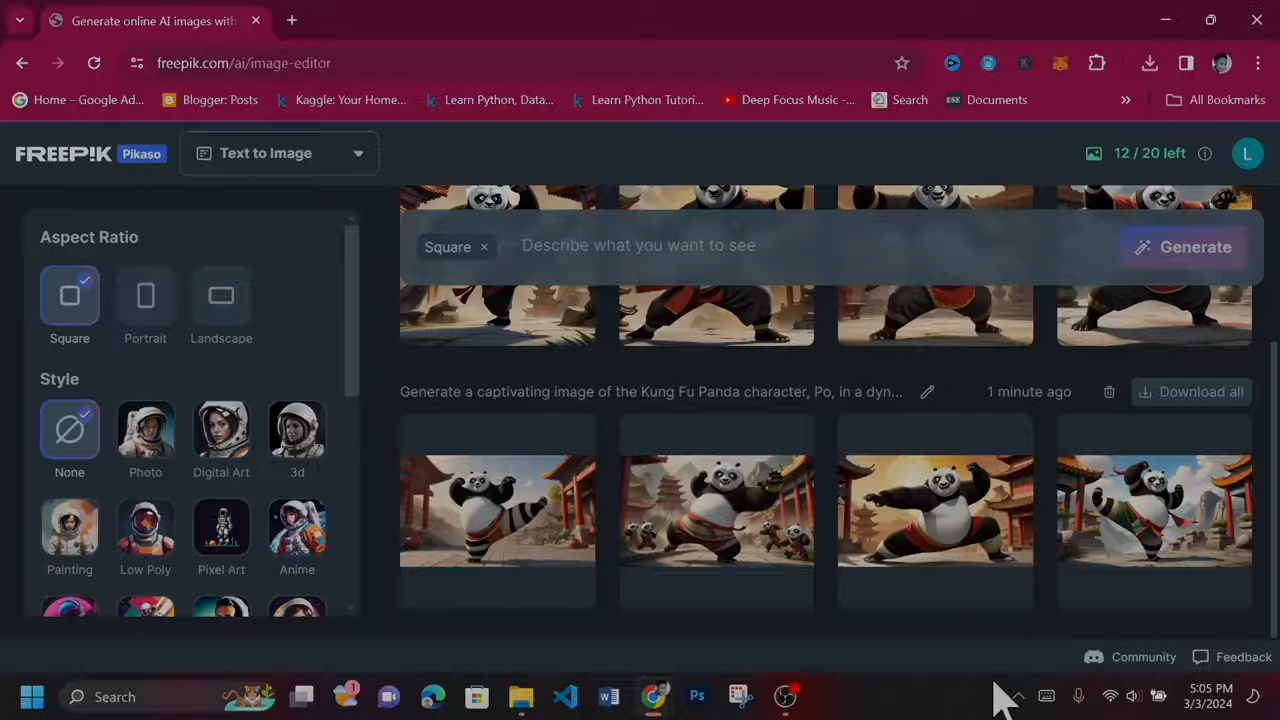 Generate online AI images with
freepik.com/ai/image-editor
K
Home – Google Ad...
Blogger: Posts
k
Kaggle: Your Home...
k
Learn Python, Data...
k
Learn Python Tutori...
Deep Focus Music -...
Search
ESE
Documents
»
All Bookmarks
FREEPIK
Pikaso
Text to Image
12 / 20 left
L
Aspect Ratio
Square
Portrait
Landscape
Style
None
Photo
Digital Art
3d
Painting
Low Poly
Pixel Art
Anime
Square ×
Describe what you want to see
Generate
Generate a captivating image of the Kung Fu Panda character, Po, in a dyn...
1 minute ago
Download all
Community
Feedback
Search
1
Ps
5:05 PM
3/3/2024